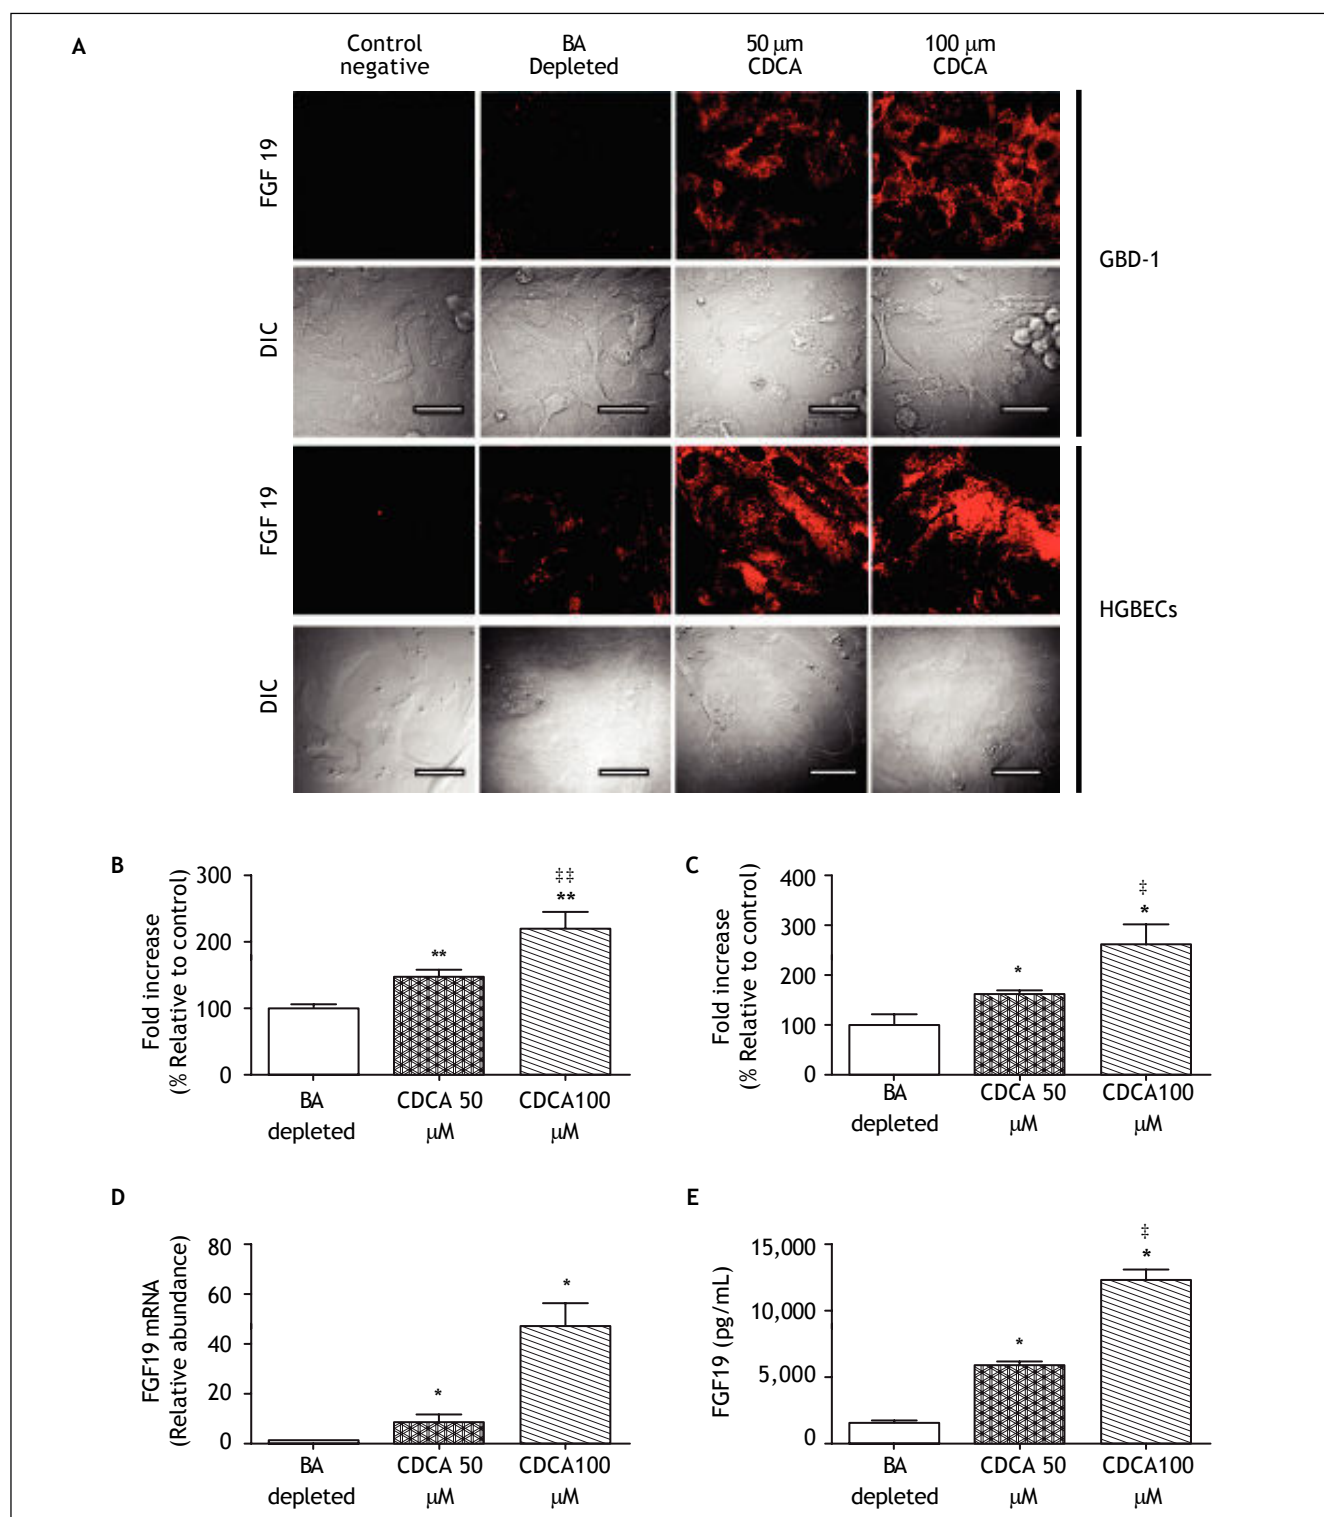 A
Control
negative
BA
Depleted
50 μm
CDCA
100 μm
CDCA
FGF 19
GBD-1
DIC
FGF 19
HGBECs
DIC
B
Fold increase
(% Relative to control)
300
200
100
0
‡‡
**
**
BA
depleted
CDCA 50
μM
CDCA100
μM
C
Fold increase
(% Relative to control)
400
300
200
100
0
‡
*
*
BA
depleted
CDCA 50
μM
CDCA100
μM
D
FGF19 mRNA
(Relative abundance)
80
60
40
20
0
*
*
BA
depleted
CDCA 50
μM
CDCA100
μM
E
FGF19 (pg/mL)
15,000
10,000
5,000
0
‡
*
*
BA
depleted
CDCA 50
μM
CDCA100
μM